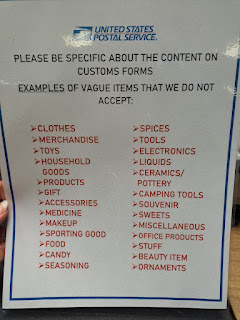 UNITED STATES
POSTAL SERVICE®
PLEASE BE SPECIFIC ABOUT THE CONTENT ON
CUSTOMS FORMS
EXAMPLES OF VAGUE ITEMS THAT WE DO NOT
ACCEPT:
➢CLOTHES
➢MERCHANDISE
➢TOYS
➢HOUSEHOLD
GOODS
➢PRODUCTS
➢GIFT
➢ACCESSORIES
➢MEDICINE
➢MAKEUP
➢SPORTING GOOD
➢FOOD
➢CANDY
➢SEASONING
➢SPICES
➢TOOLS
➢ELECTRONICS
➢LIQUIDS
➢CERAMICS/
POTTERY
➢CAMPING TOOLS
➢SOUVENIR
➢SWEETS
➢MISCELLANEOUS
➢OFFICE PRODUCTS
➢STUFF
➢BEAUTY ITEM
➢ORNAMENTS